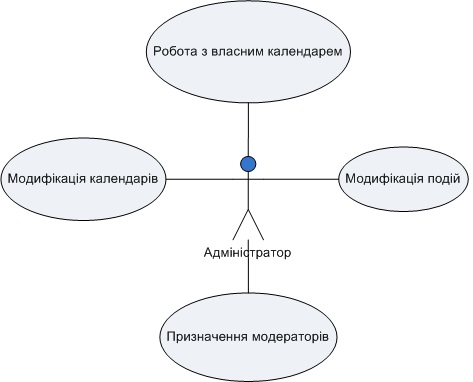 Робота з власним календарем
Модифікація календарів
Модифікація подій
Адміністратор
Призначення модераторів